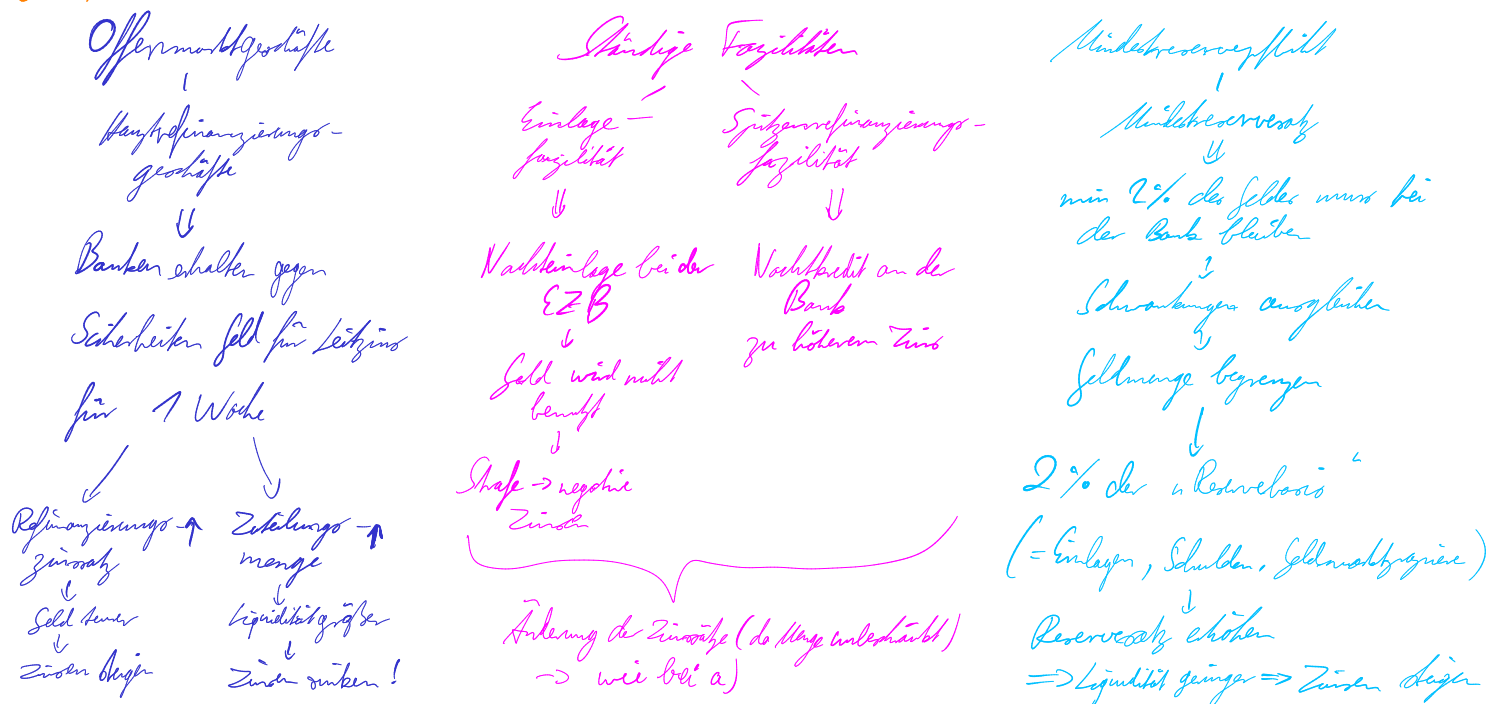 Offenmarktgeschäfte
Hauptrefinanzierungs-
geschäfte
Banken erhalten gegen
Sicherheiten Geld für Leitzins
für 1 Woche
Refinanzierungs-
zinssatz
Geld teurer
Zinsen steigen
Zuteilungs-
menge
Liquidität größer
Zinsen sinken!
Ständige Fazilitäten
Einlage-
fazilität
Nachteinlage bei der
EZB
Geld wird nicht
benutzt
Strafe -> negative
Zinsen
Spitzenrefinanzierungs-
fazilität
Nachtkredit an der
Bank
zu höherem Zins
Änderung der Zinssätze (da Menge unbeschränkt)
-> wie bei a)
Mindestreservepflicht
Mindestreservesatz
min 2% der Gelder muss bei
der Bank bleiben
Schwankungen ausgleichen
Geldmenge begrenzen
2% der "Reservebasis"
(= Einlagen, Schulden, Geldmarktpapiere)
Reservesatz erhöhen
=> Liquidität geringer => Zinsen steigen